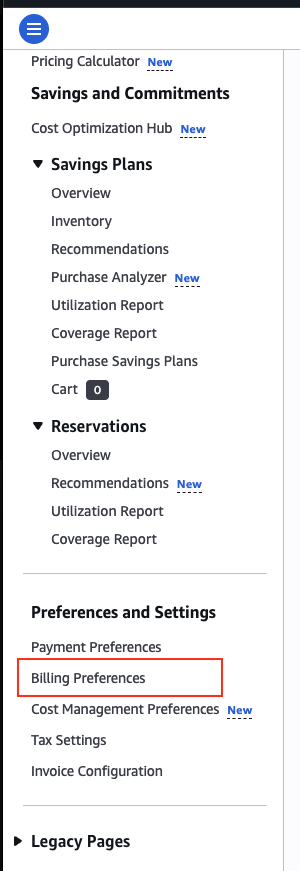 Pricing Calculator New
Savings and Commitments
Cost Optimization Hub New
Savings Plans
Overview
Inventory
Recommendations
Purchase Analyzer New
Utilization Report
Coverage Report
Purchase Savings Plans
Cart 0
Reservations
Overview
Recommendations New
Utilization Report
Coverage Report
Preferences and Settings
Payment Preferences
Billing Preferences
Cost Management Preferences New
Tax Settings
Invoice Configuration
Legacy Pages